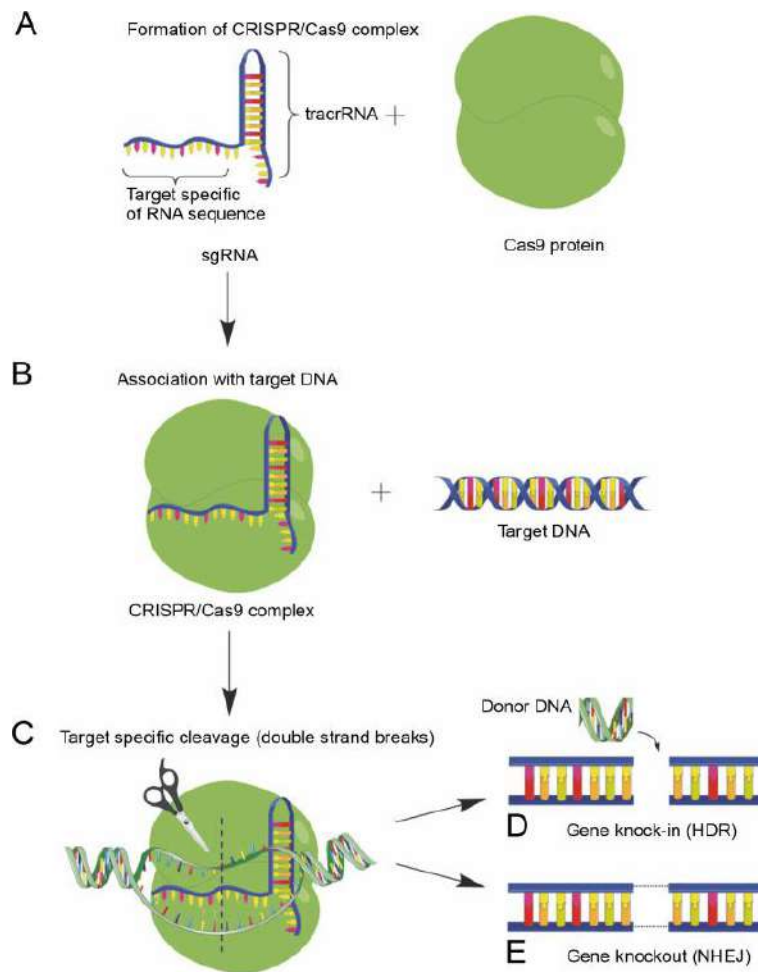 A
Formation of CRISPR/Cas9 complex
tracrRNA
+
Target specific
of RNA sequence
sgRNA
Cas9 protein
B
Association with target DNA
+
Target DNA
CRISPR/Cas9 complex
C
Target specific cleavage (double strand breaks)
Donor DNA
D
Gene knock-in (HDR)
E
Gene knockout (NHEJ)